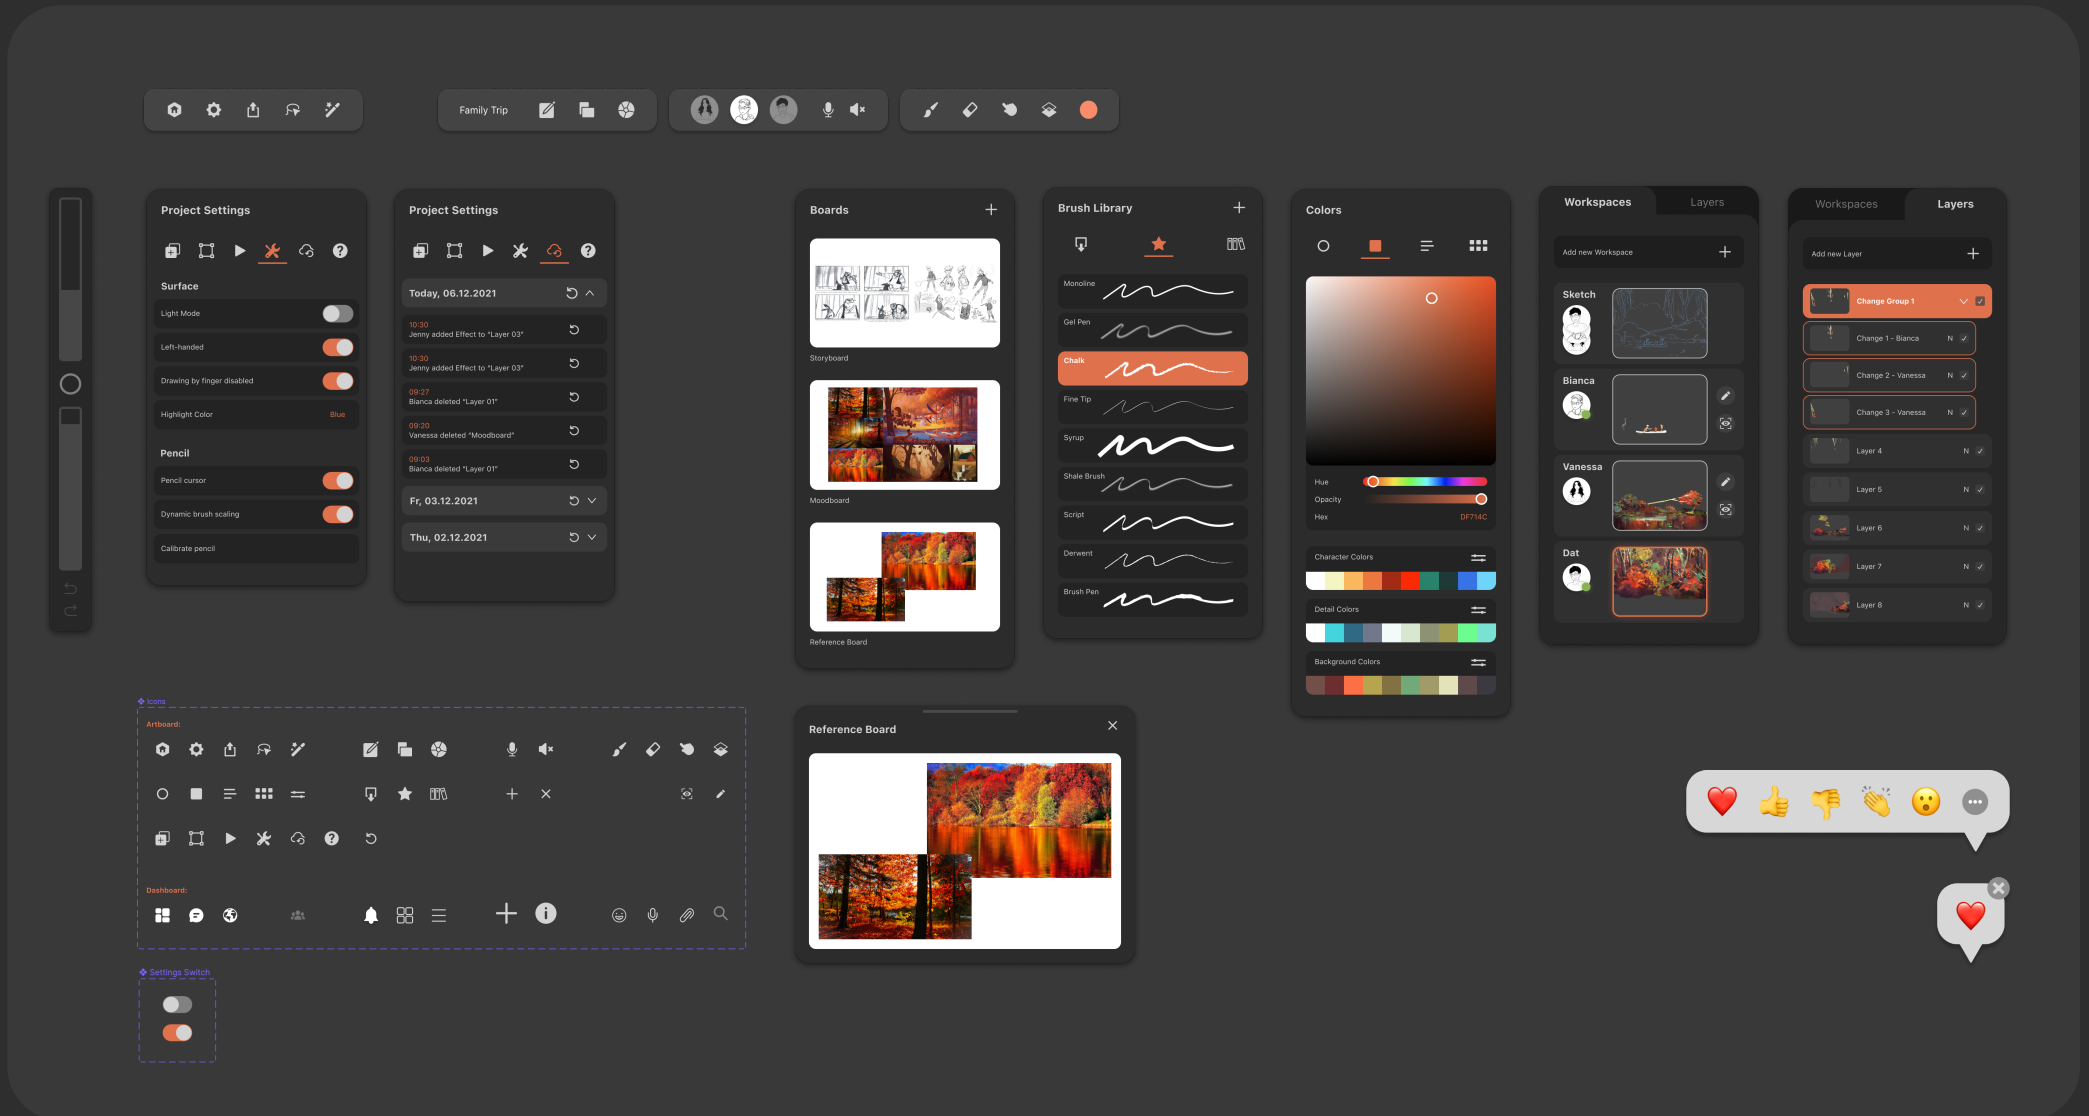 Family Trip
Project Settings
Surface
Light Mode
Left-handed
Drawing by finger disabled
Highlight Color
Blue
Pencil
Pencil cursor
Dynamic brush scaling
Calibrate pencil
Project Settings
Today, 06.12.2021
10:30
Jenny added Effect to "Layer 03"
10:30
Jenny added Effect to "Layer 03"
09:27
Bianca deleted "Layer 01"
09:20
Vanessa deleted "Moodboard"
09:03
Bianca deleted "Layer 01"
Fr, 03.12.2021
Thu, 02.12.2021
Boards
Storyboard
Moodboard
Reference Board
Brush Library
Monoline
Gel Pen
Chalk
Fine Tip
Syrup
Shale Brush
Script
Derwent
Brush Pen
Colors
Hue
Opacity
Hex
DF714C
Character Colors
Detail Colors
Background Colors
Workspaces
Layers
Add new Workspace
Sketch
Bianca
Vanessa
Dat
Workspaces
Layers
Add new Layer
Change Group 1
Change 1 - Bianca N
Change 2 - Vanessa N
Change 3 - Vanessa N
Layer 4 N
Layer 5 N
Layer 6 N
Layer 7 N
Layer 8 N
Icons
Artboard:
Dashboard:
Settings Switch
Reference Board